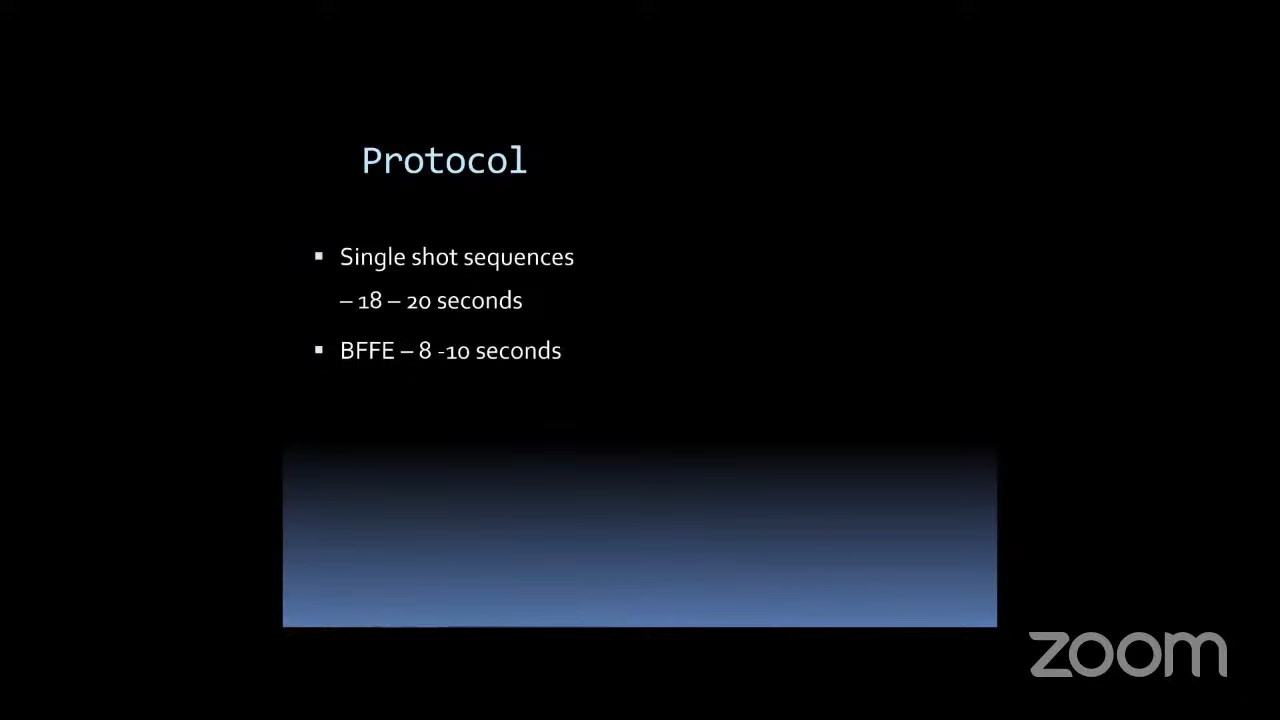 Protocol
▪ Single shot sequences
– 18 – 20 seconds
▪ BFFE – 8 -10 seconds
zoom